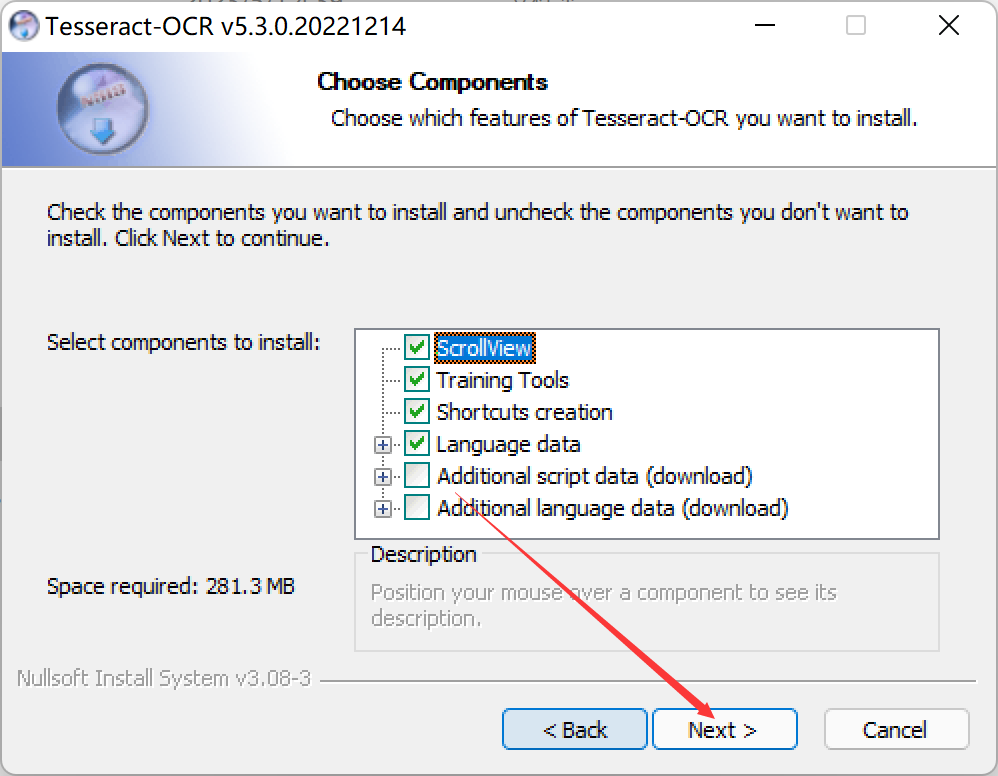 Tesseract-OCR v5.3.0.20221214
Choose Components
Choose which features of Tesseract-OCR you want to install.
Check the components you want to install and uncheck the components you don't want to
install. Click Next to continue.
Select components to install:
ScrollView
Training Tools
Shortcuts creation
Language data
Additional script data (download)
Additional language data (download)
Space required: 281.3 MB
Description
Position your mouse over a component to see its
description.
Nullsoft Install System v3.08-3
< Back
Next >
Cancel